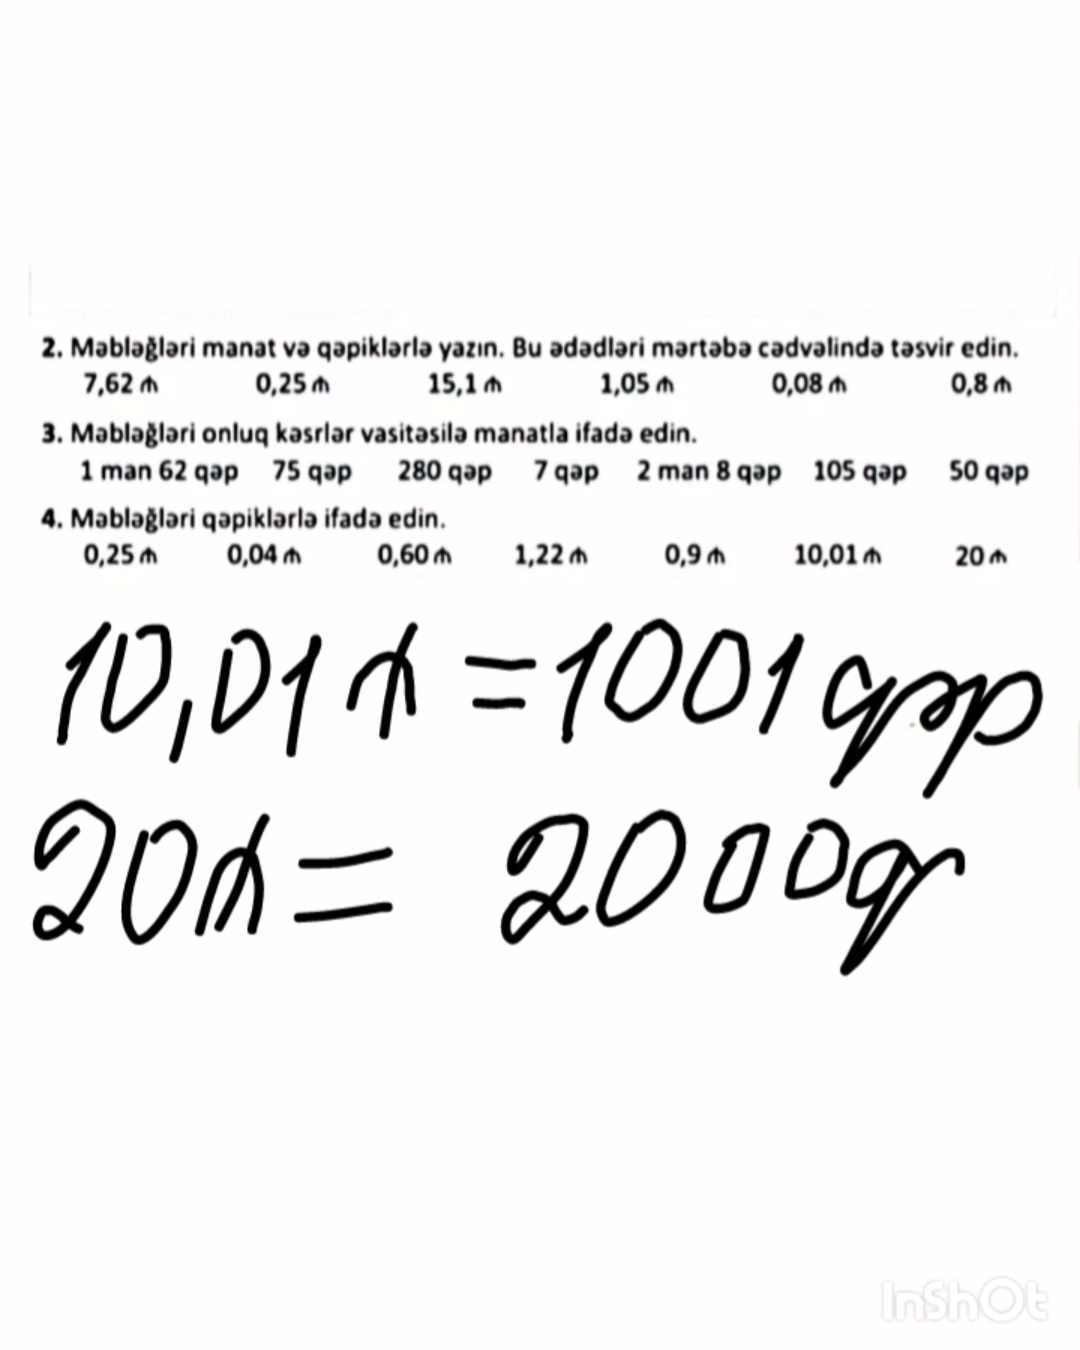 2. Məbləğləri manat və qəpiklərlə yazın. Bu ədədləri mərtəbə cədvəlində təsvir edin.
7,62 ₼ 0,25 ₼ 15,1 ₼ 1,05 ₼ 0,08 ₼ 0,8 ₼
3. Məbləğləri onluq kəsrlər vasitəsilə manatla ifadə edin.
1 man 62 qəp 75 qəp 280 qəp 7 qəp 2 man 8 qəp 105 qəp 50 qəp
4. Məbləğləri qəpiklərlə ifadə edin.
0,25 ₼ 0,04 ₼ 0,60 ₼ 1,22 ₼ 0,9 ₼ 10,01 ₼ 20 ₼
10,01 ₼ = 1001 qəp
20 ₼ = 2000 q
InShOt